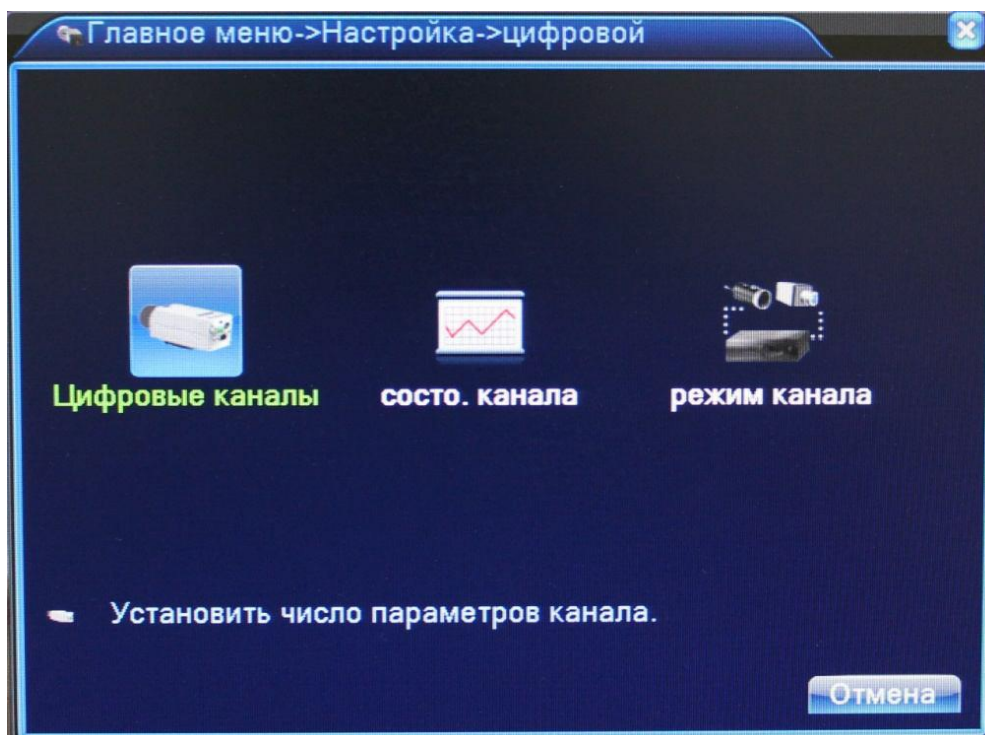 Главное меню->Настройка->цифровой
Цифровые каналы
состо. канала
режим канала
Установить число параметров канала.
Отмена